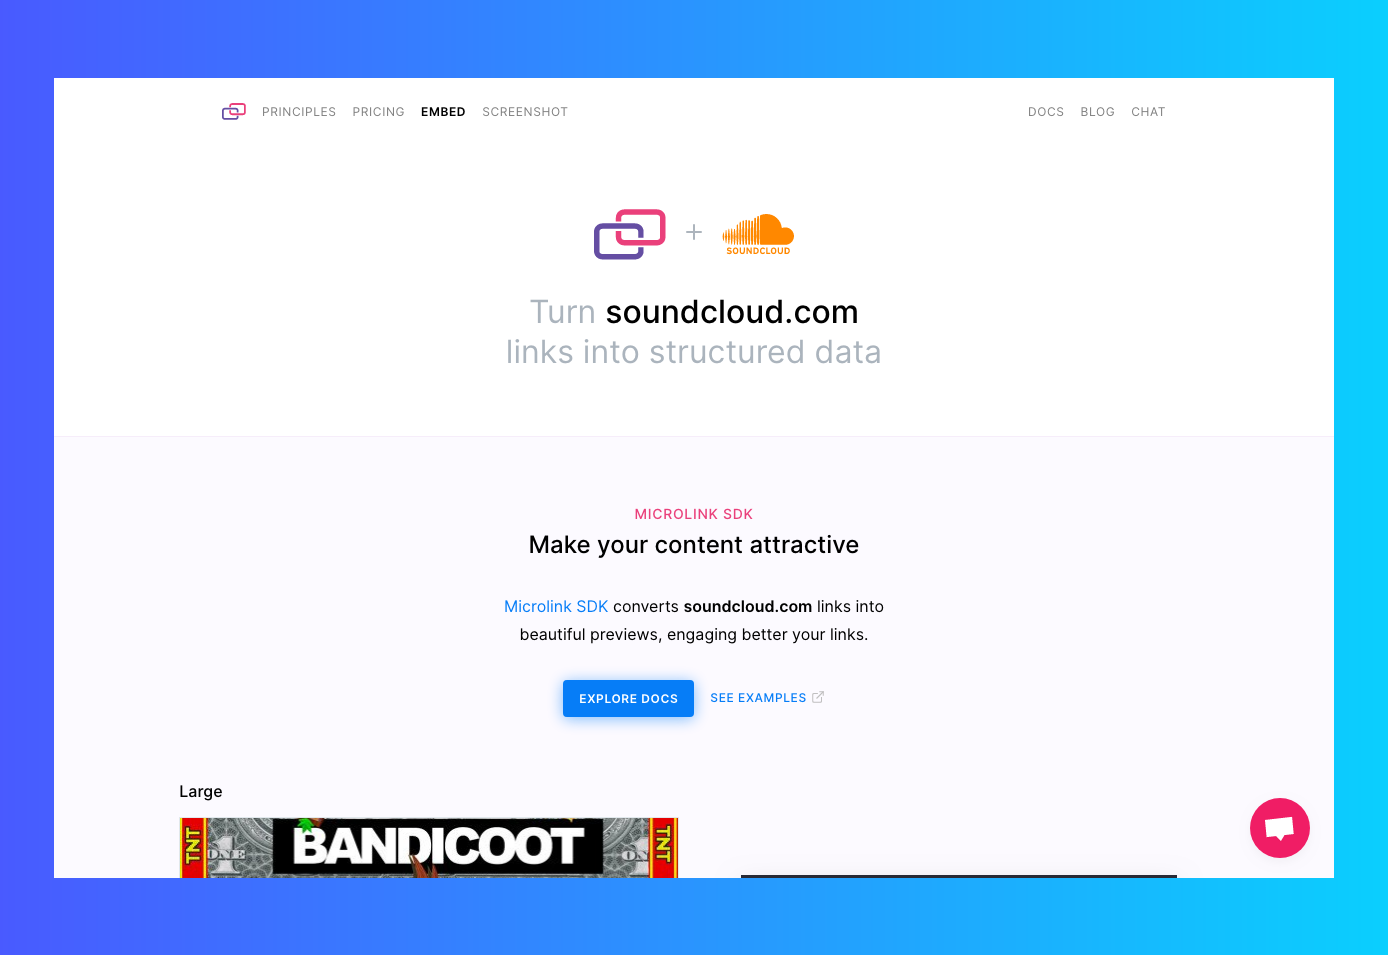 PRINCIPLES PRICING EMBED SCREENSHOT DOCS BLOG CHAT
SOUNDCLOUD
Turn soundcloud.com
links into structured data
MICROLINK SDK
Make your content attractive
Microlink SDK converts soundcloud.com links into
beautiful previews, engaging better your links.
EXPLORE DOCS SEE EXAMPLES
Large
TNT BANDICOOT TNT
1 ONE ON